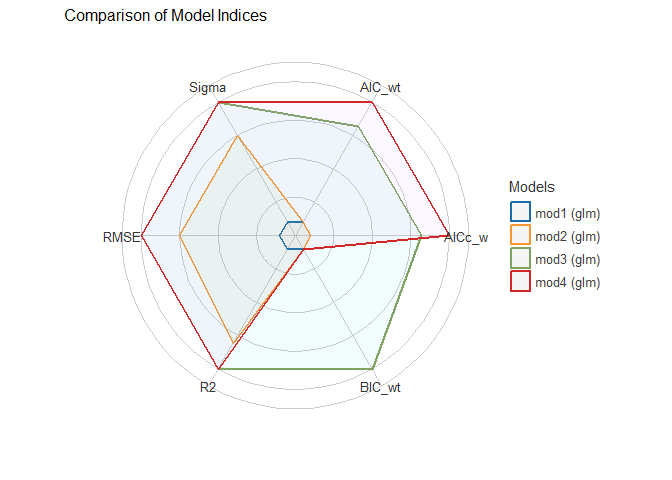 Comparison of Model Indices
Sigma
AIC_wt
RMSE
AICc_w
R2
BIC_wt
Models
mod1 (glm)
mod2 (glm)
mod3 (glm)
mod4 (glm)